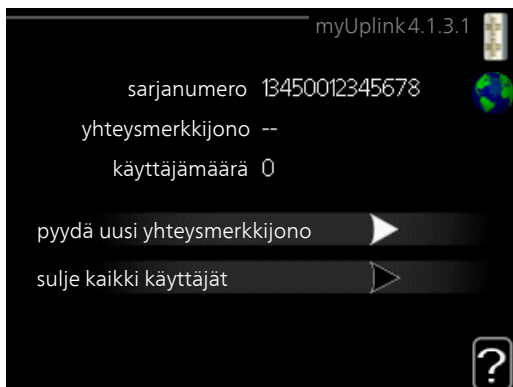 myUplink 4.1.3.1
sarjanumero 13450012345678
yhteysmerkkijono --
käyttäjämäärä 0
pyydä uusi yhteysmerkkijono
sulje kaikki käyttäjät
?